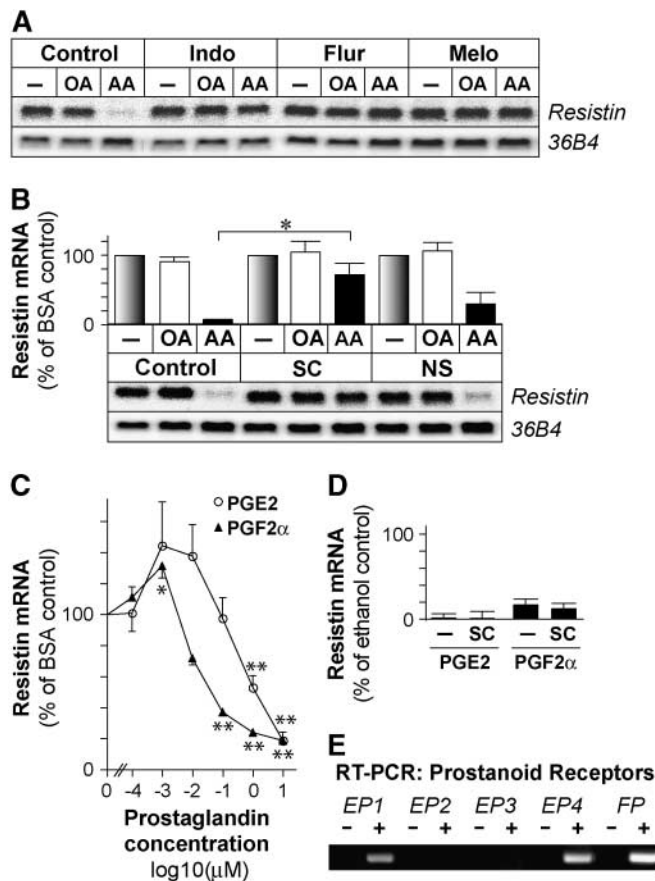 A
Control Indo Flur Melo
– OA AA – OA AA – OA AA – OA AA
Resistin
36B4
B
Resistin mRNA
(% of BSA control)
*
100
0
– OA AA – OA AA – OA AA
Control SC NS
Resistin
36B4
C
PGE2
PGF2α
Resistin mRNA
(% of BSA control)
100
0
*
**
**
**
**
**
0 -4 -3 -2 -1 0 1
Prostaglandin
concentration
log10(μM)
D
Resistin mRNA
(% of ethanol control)
100
0
– SC – SC
PGE2 PGF2α
E
RT-PCR: Prostanoid Receptors
EP1 EP2 EP3 EP4 FP
– + – + – + – + – +